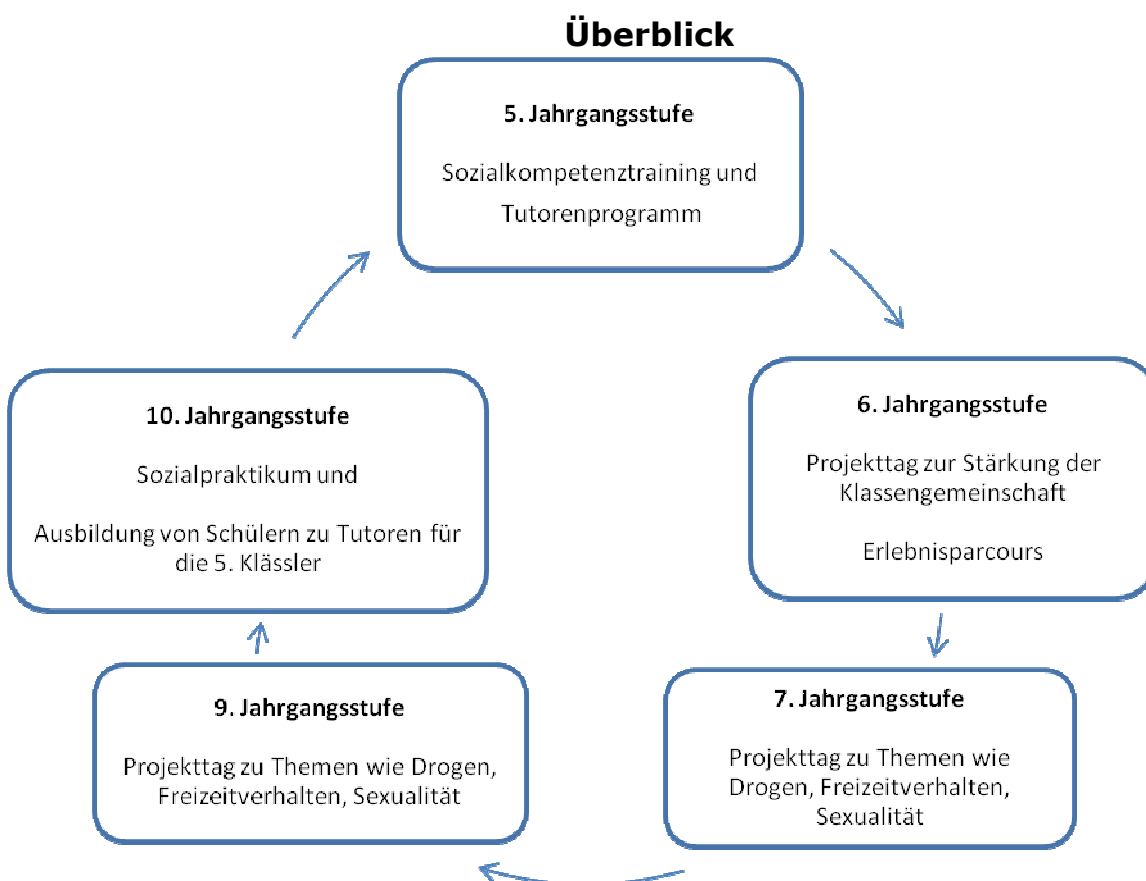 Überblick
5. Jahrgangsstufe
Sozialkompetenztraining und
Tutorenprogramm
6. Jahrgangsstufe
Projekttag zur Stärkung der
Klassengemeinschaft
Erlebnisparcours
7. Jahrgangsstufe
Projekttag zu Themen wie
Drogen, Freizeitverhalten,
Sexualität
9. Jahrgangsstufe
Projekttag zu Themen wie Drogen,
Freizeitverhalten, Sexualität
10. Jahrgangsstufe
Sozialpraktikum und
Ausbildung von Schülern zu Tutoren für
die 5. Klässler